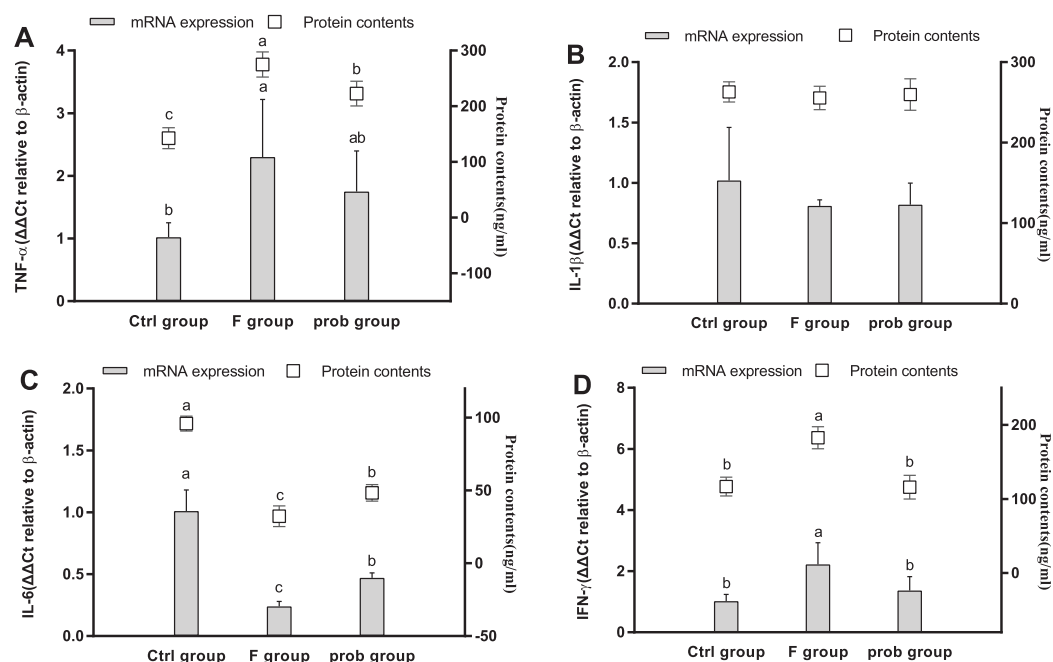 A
mRNA expression
Protein contents
TNF-α(ΔΔCt relative to β-actin)
4
3
2
1
0
300
200
100
0
-100
Protein contents(ng/ml)
c
b
a
a
b
ab
Ctrl group
F group
prob group
B
mRNA expression
Protein contents
IL-1β(ΔΔCt relative to β-actin)
2.0
1.5
1.0
0.5
0.0
300
200
100
0
Protein contents(ng/ml)
Ctrl group
F group
prob group
C
mRNA expression
Protein contents
IL-6(ΔΔCt relative to β-actin)
2.0
1.5
1.0
0.5
0.0
100
50
0
-50
Protein contents(ng/ml)
a
a
c
c
b
b
Ctrl group
F group
prob group
D
mRNA expression
Protein contents
IFN-γ(ΔΔCt relative to β-actin)
8
6
4
2
0
200
100
0
Protein contents(ng/ml)
b
b
a
a
b
b
Ctrl group
F group
prob group